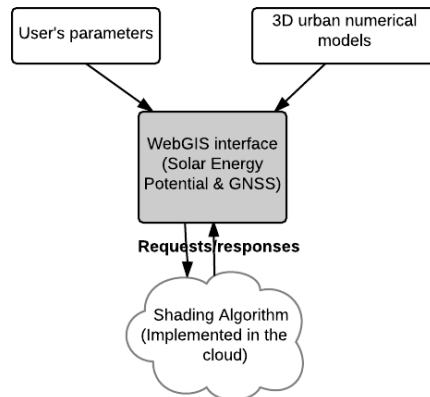 User's parameters
3D urban numerical
models
WebGIS interface
(Solar Energy
Potential & GNSS)
Requests/responses
Shading Algorithm
(Implemented in the
cloud)